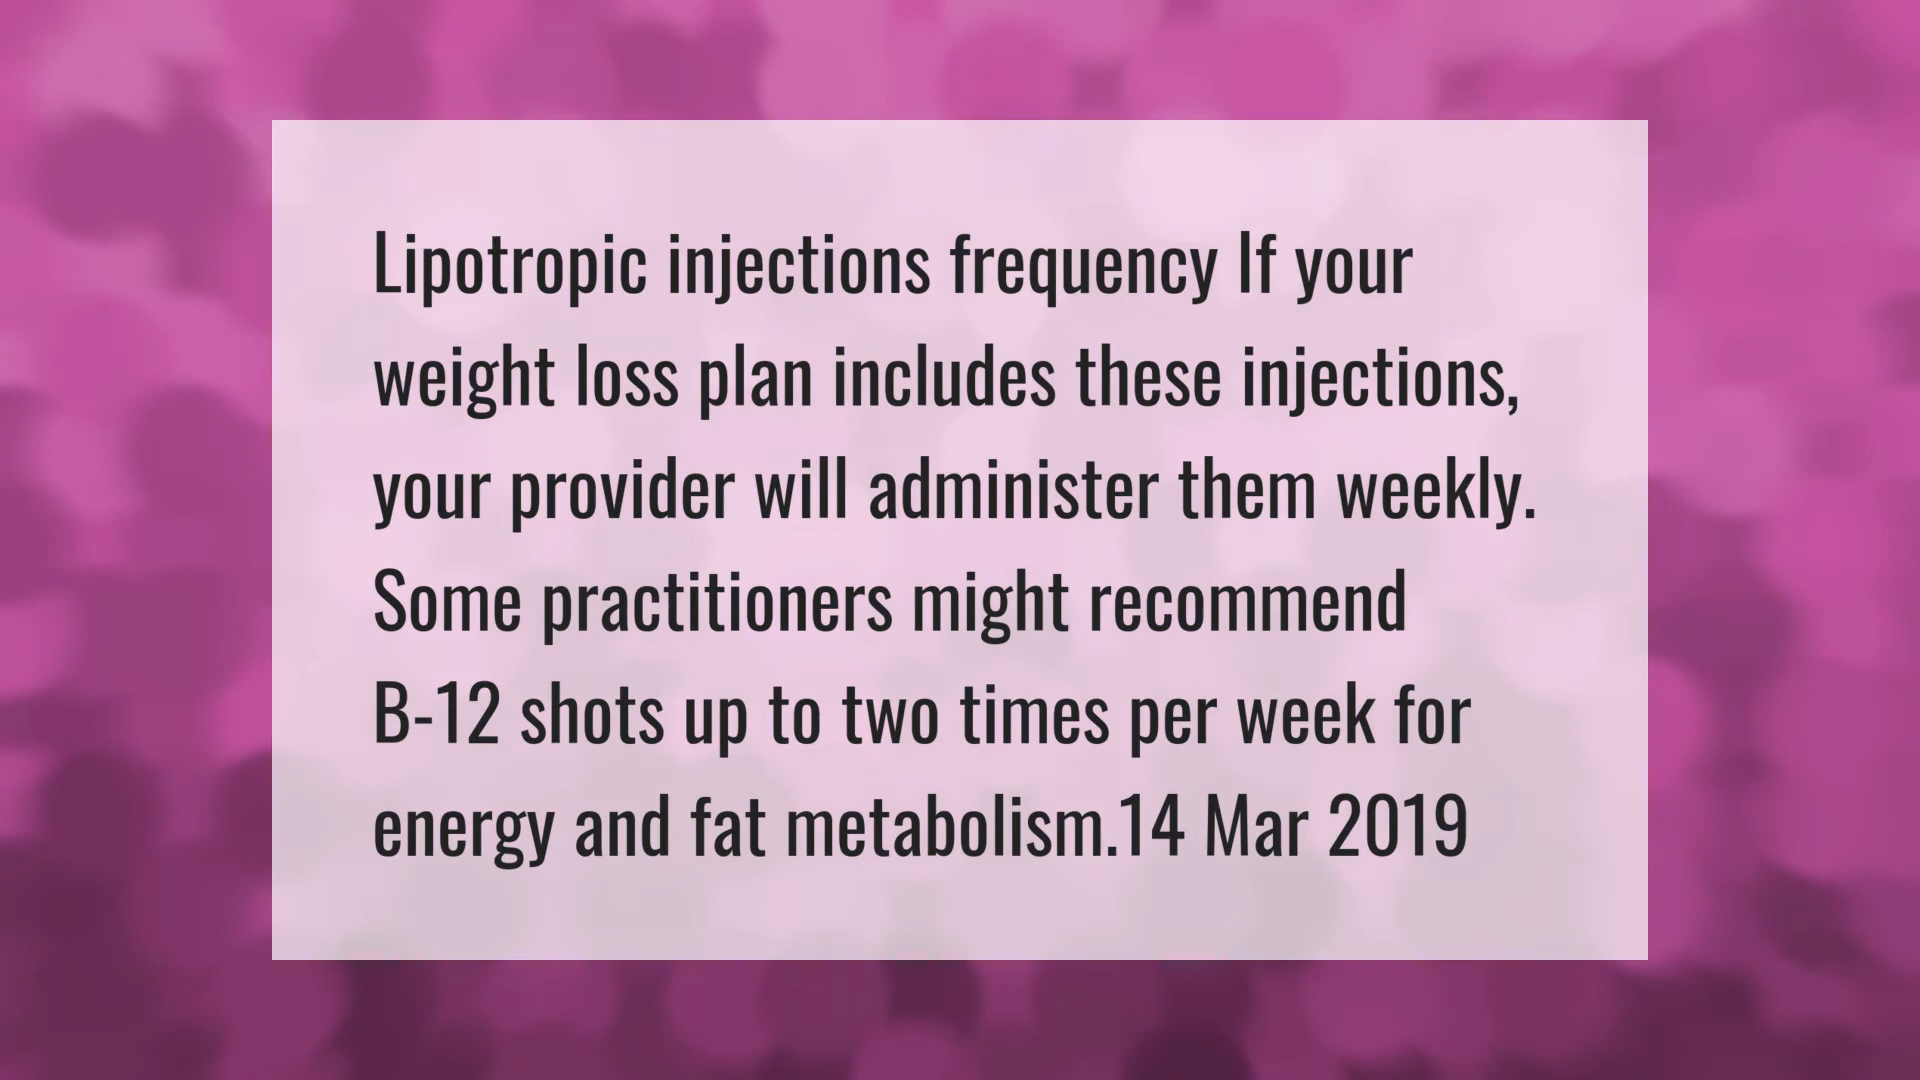 Lipotropic injections frequency If your
weight loss plan includes these injections,
your provider will administer them weekly.
Some practitioners might recommend
B-12 shots up to two times per week for
energy and fat metabolism.14 Mar 2019